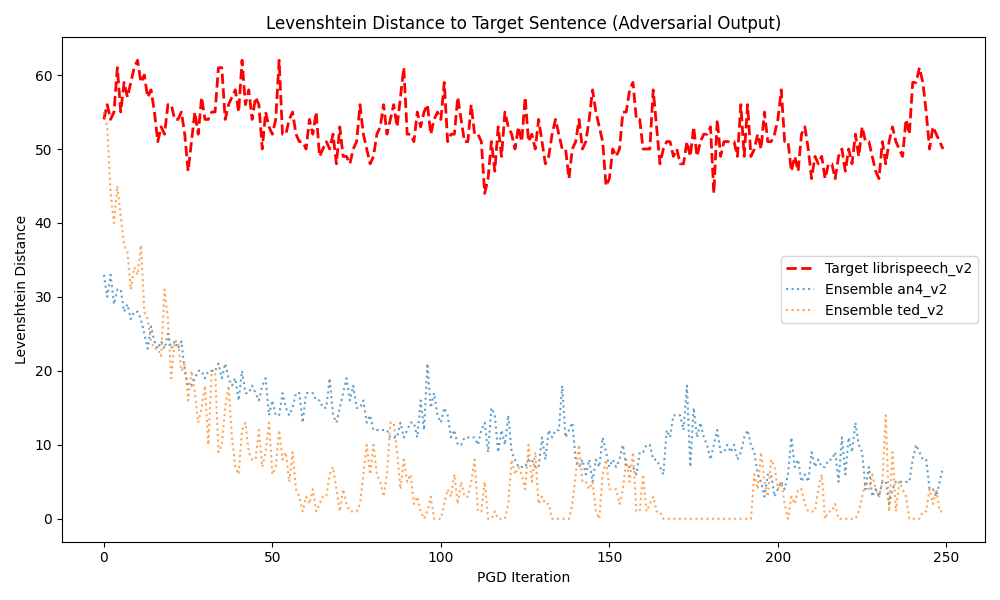 Levenshtein Distance to Target Sentence (Adversarial Output)
Levenshtein Distance
60
50
40
30
20
10
0
Target librispeech_v2
Ensemble an4_v2
Ensemble ted_v2
0 50 100 150 200 250
PGD Iteration